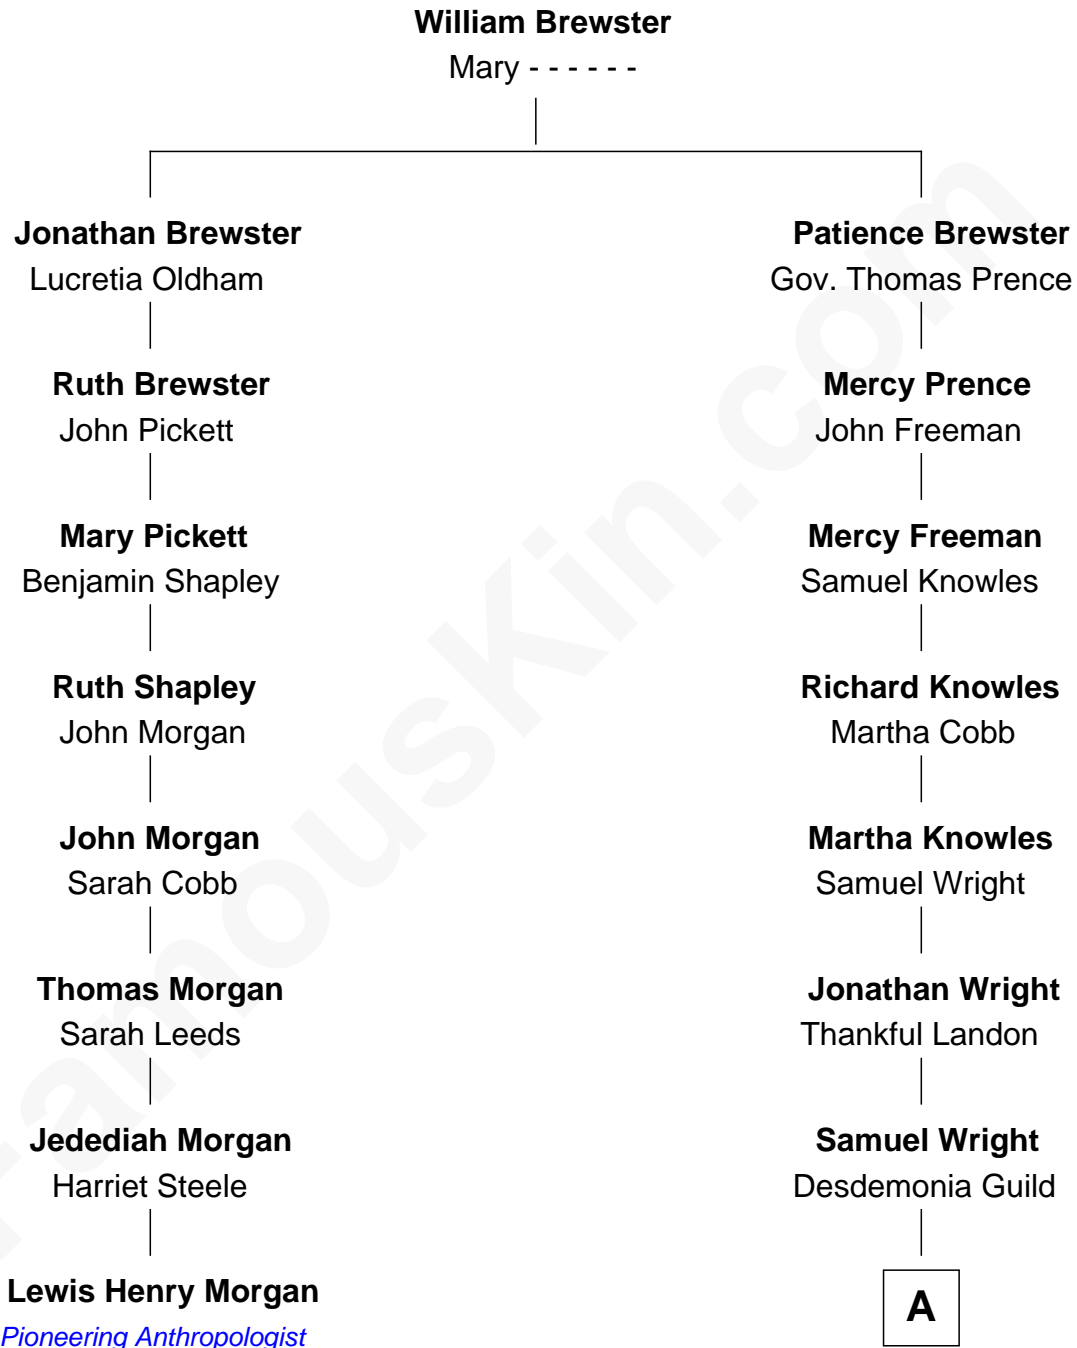 William Brewster
Mary - - - - - -
Jonathan Brewster
Lucretia Oldham
Patience Brewster
Gov. Thomas Prence
Ruth Brewster
John Pickett
Mercy Prence
John Freeman
Mary Pickett
Benjamin Shapley
Mercy Freeman
Samuel Knowles
Ruth Shapley
John Morgan
Richard Knowles
Martha Cobb
John Morgan
Sarah Cobb
Martha Knowles
Samuel Wright
Thomas Morgan
Sarah Leeds
Jonathan Wright
Thankful Landon
Jedediah Morgan
Harriet Steele
Samuel Wright
Desdemonia Guild
Lewis Henry Morgan
Pioneering Anthropologist
A
FamousKin.com